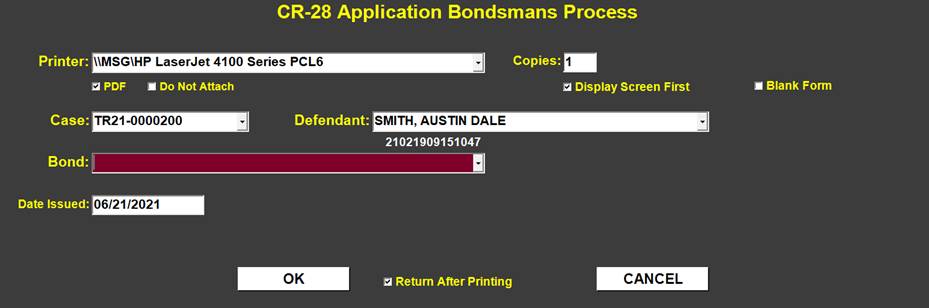 CR-28 Application Bondsmans Process
Printer: \\MSG\HP LaserJet 4100 Series PCL6 Copies: 1
PDF Do Not Attach Display Screen First Blank Form
Case: TR21-0000200 Defendant: SMITH, AUSTIN DALE
21021909151047
Bond:
Date Issued: 06/21/2021
OK Return After Printing CANCEL